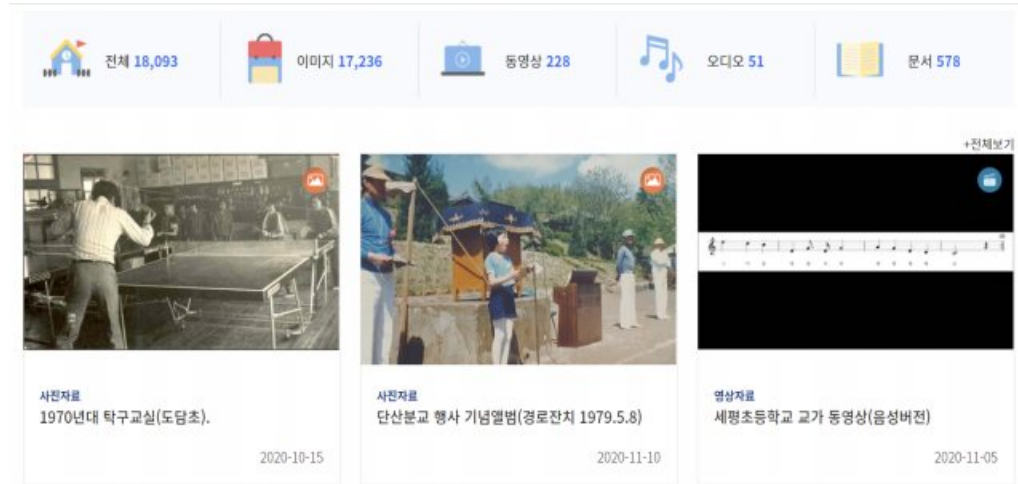 전체 18,093
이미지 17,236
동영상 228
오디오 51
문서 578
+전체보기
사진자료
1970년대 탁구교실(도담초).
2020-10-15
사진자료
단산분교 행사 기념앨범(경로잔치 1979.5.8)
2020-11-10
영상자료
세평초등학교 교가 동영상(음성버전)
2020-11-05